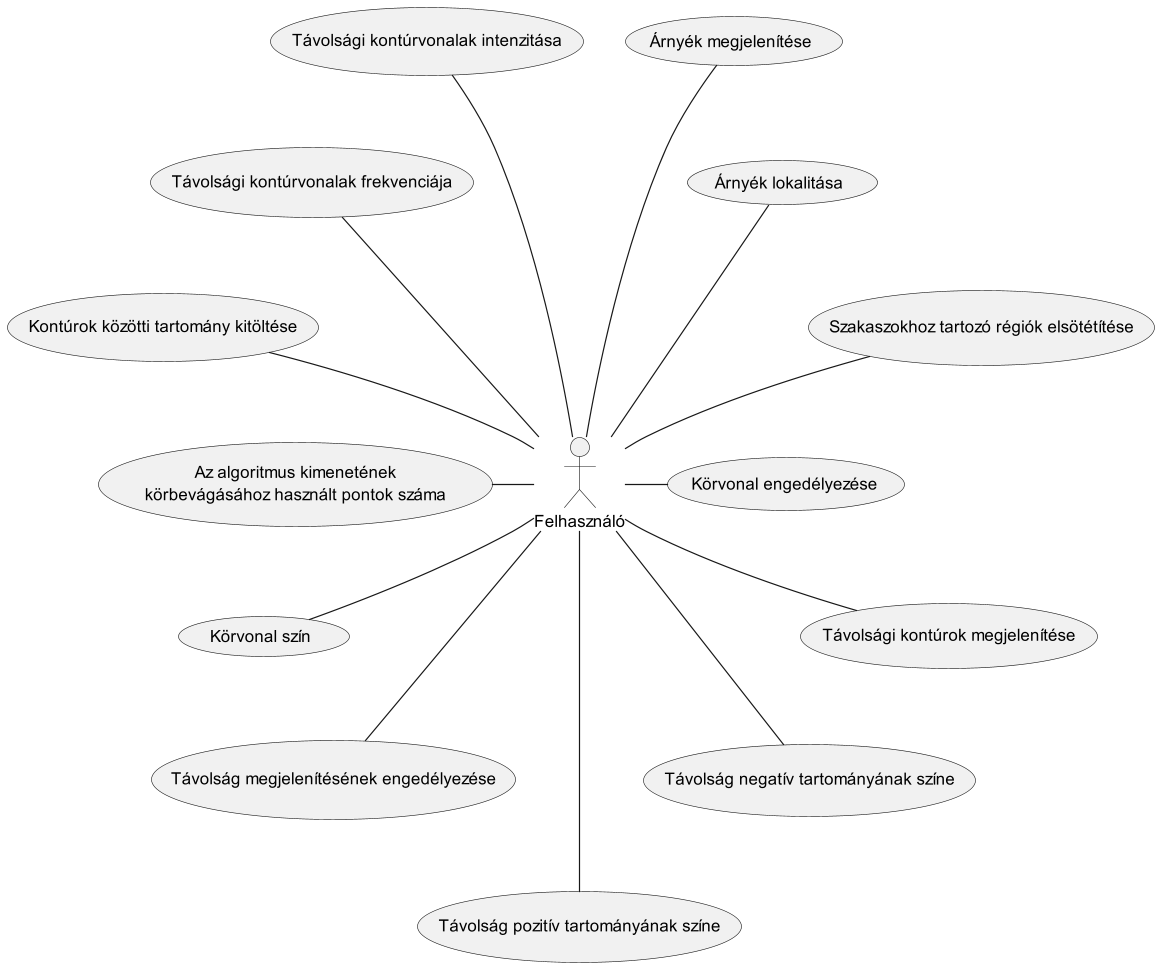 Távolsági kontúrvonalak intenzitása
Árnyék megjelenítése
Távolsági kontúrvonalak frekvenciája
Árnyék lokalitása
Kontúrok közötti tartomány kitöltése
Szakaszokhoz tartozó régiók elsötétítése
Az algoritmus kimenetének
körbevágásához használt pontok száma
Körvonal engedélyezése
Felhasználó
Körvonal szín
Távolsági kontúrok megjelenítése
Távolság megjelenítésének engedélyezése
Távolság negatív tartományának színe
Távolság pozitív tartományának színe